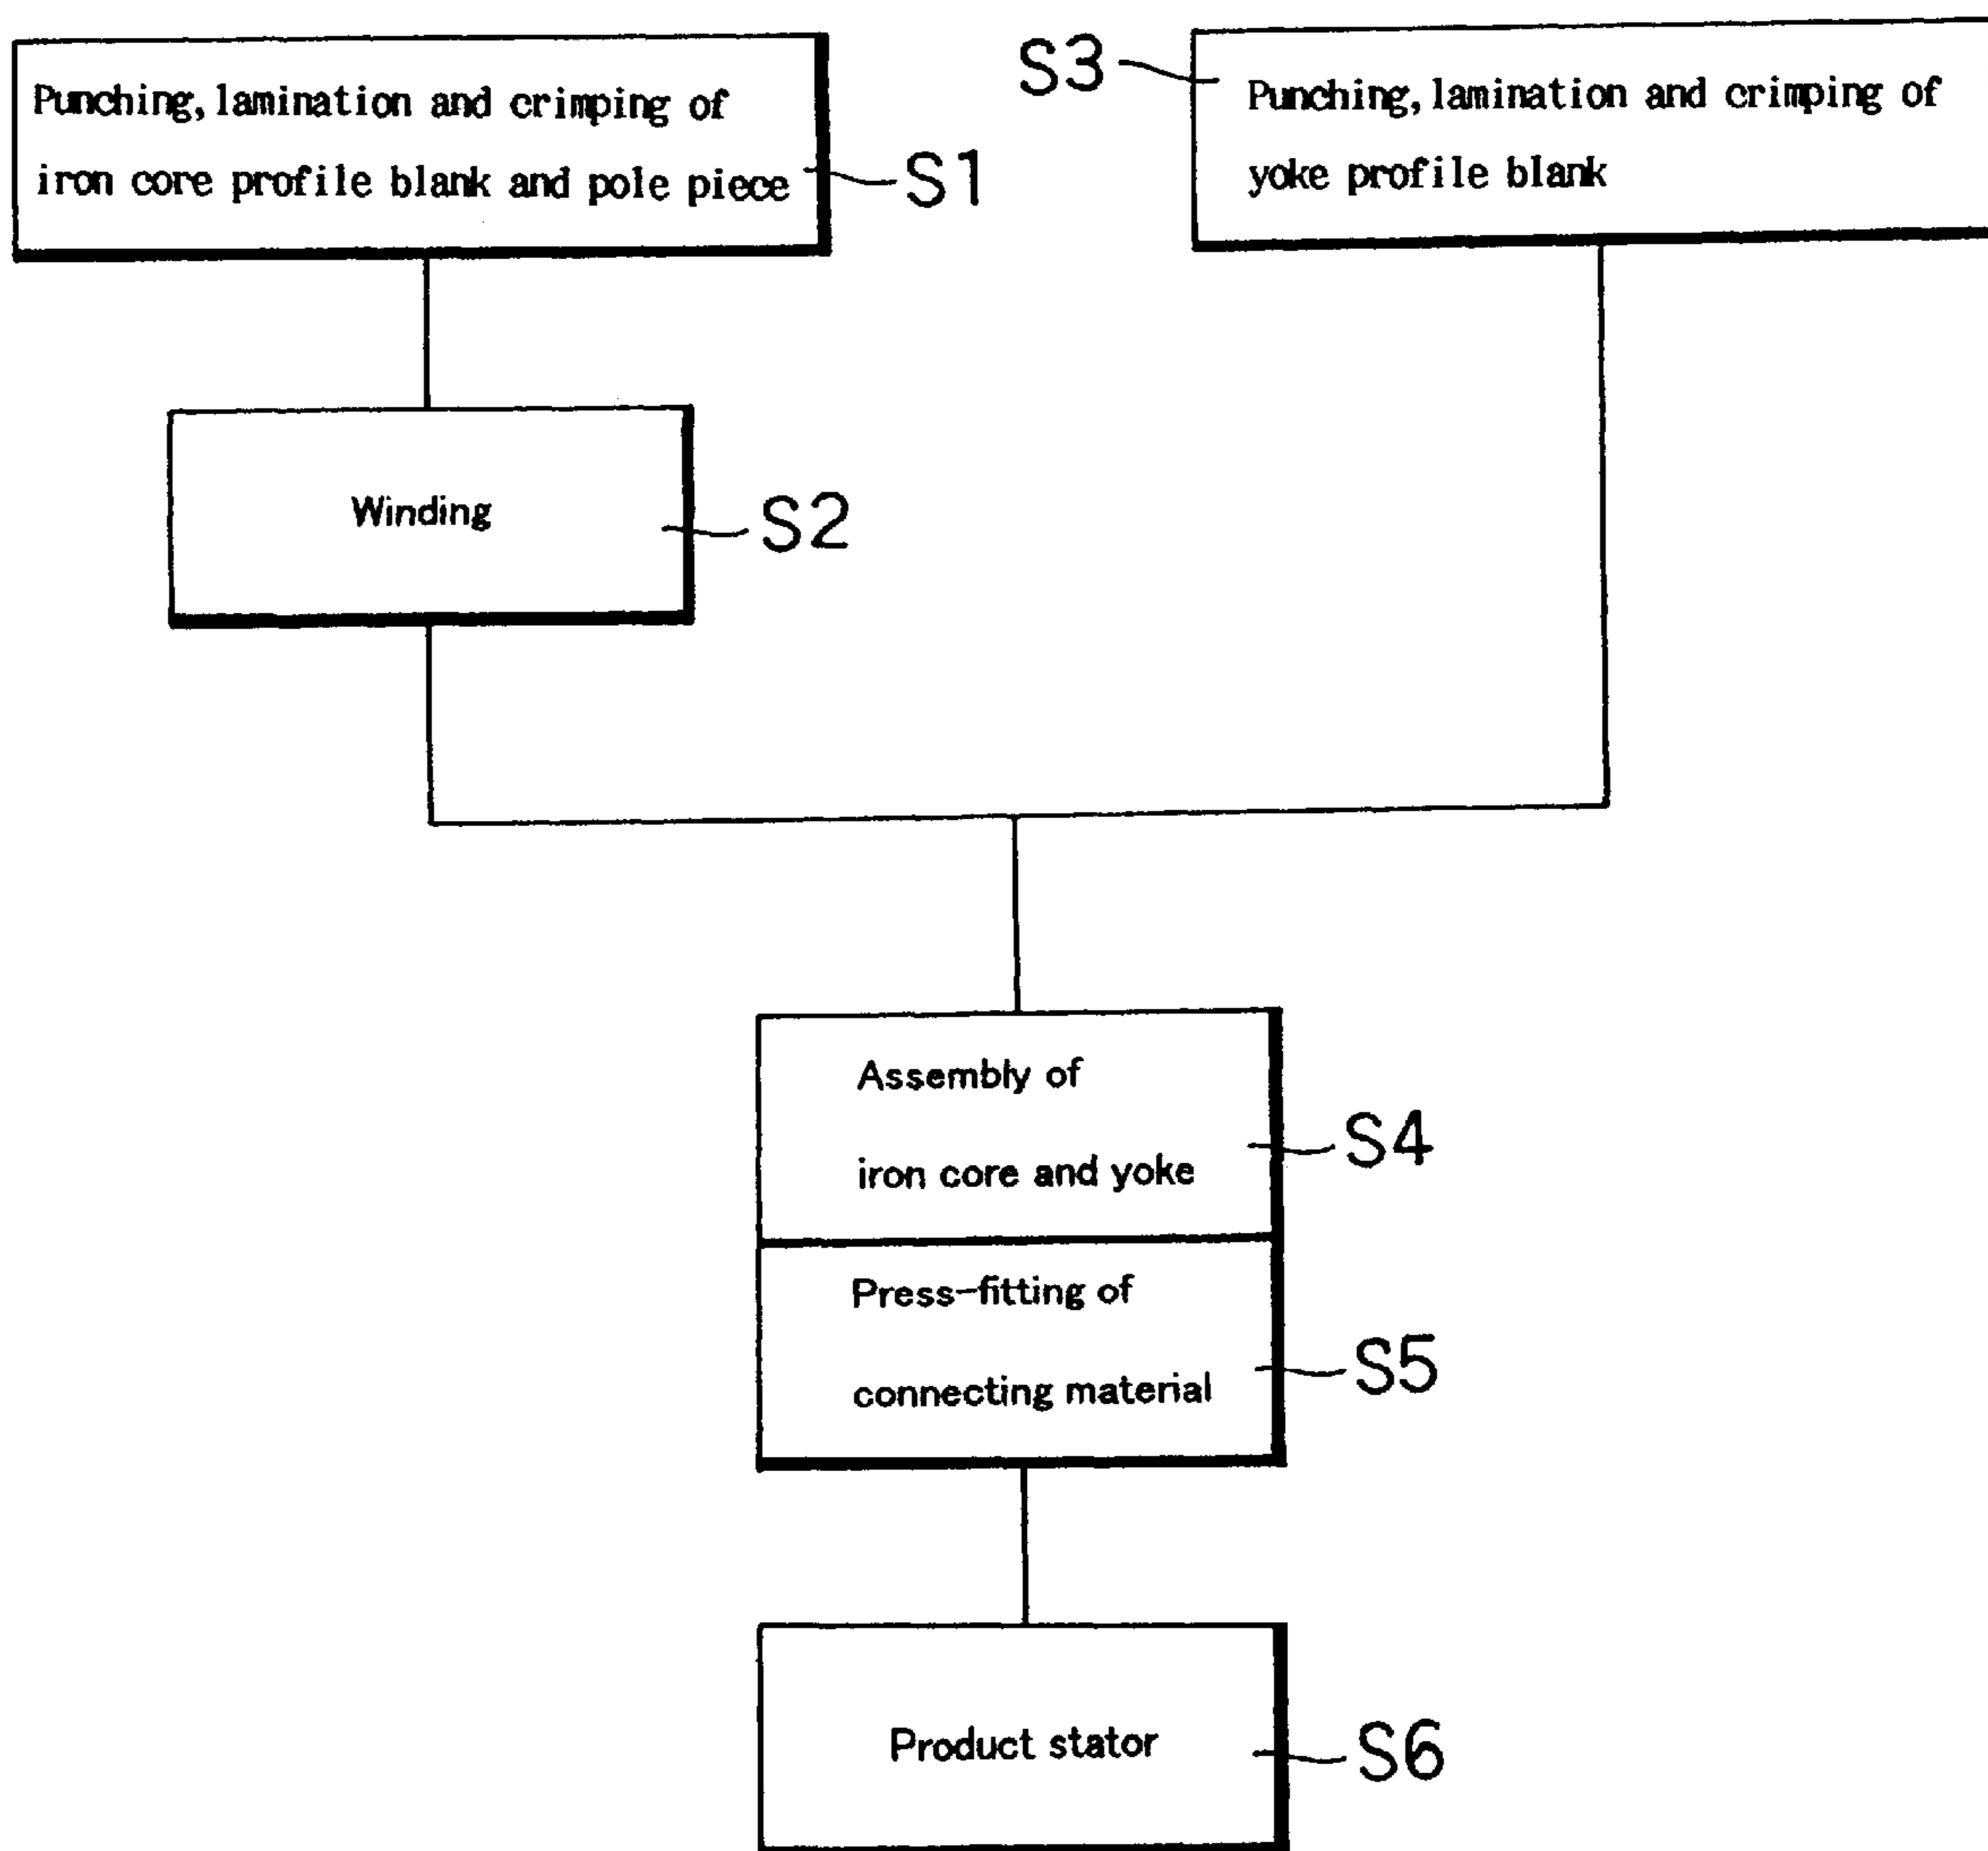 Punching, lamination and crimping of
iron core profile blank and pole piece
S1
S3
Punching, lamination and crimping of
yoke profile blank
Winding
S2
Assembly of
iron core and yoke
S4
Press-fitting of
connecting material
S5
Product stator
S6